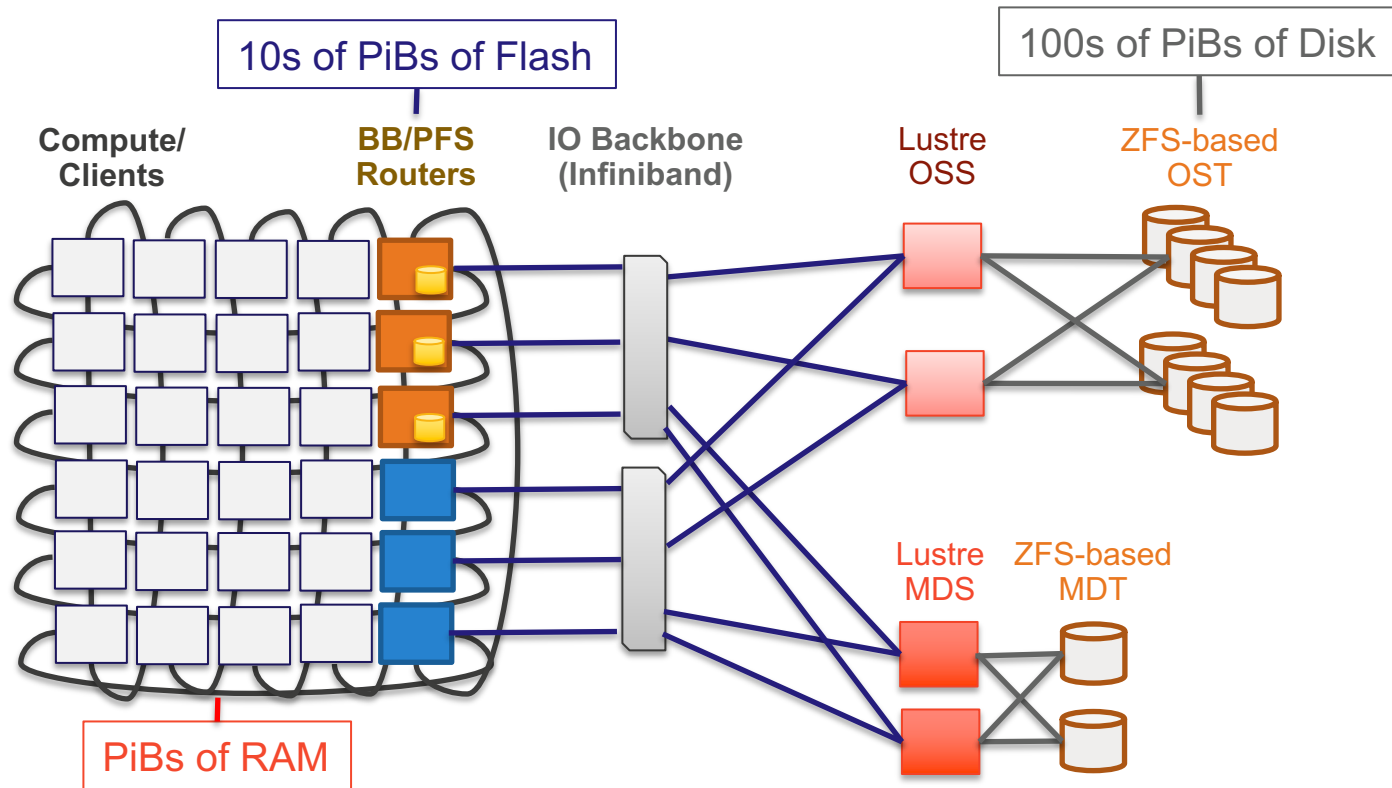 10s of PiBs of Flash
100s of PiBs of Disk
Compute/
Clients
BB/PFS
Routers
IO Backbone
(Infiniband)
Lustre
OSS
ZFS-based
OST
Lustre
MDS
ZFS-based
MDT
PiBs of RAM